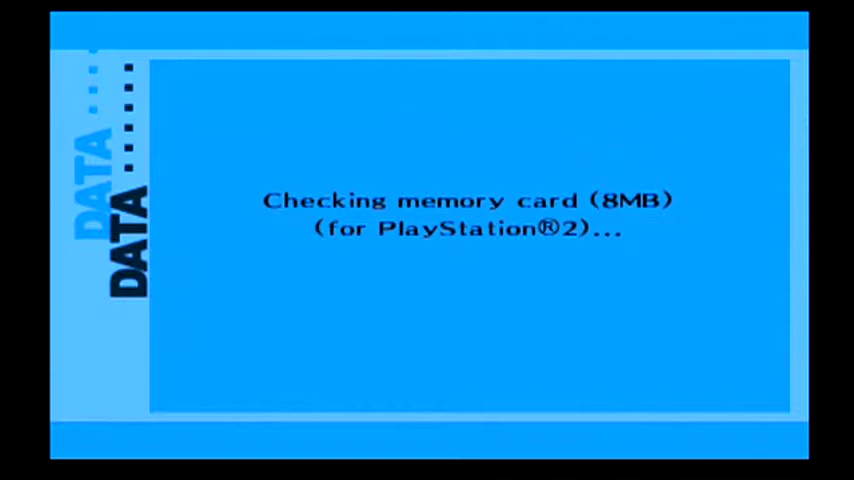 DATA ......
DATA ......
Checking memory card (8MB)
(for PlayStation®2)...